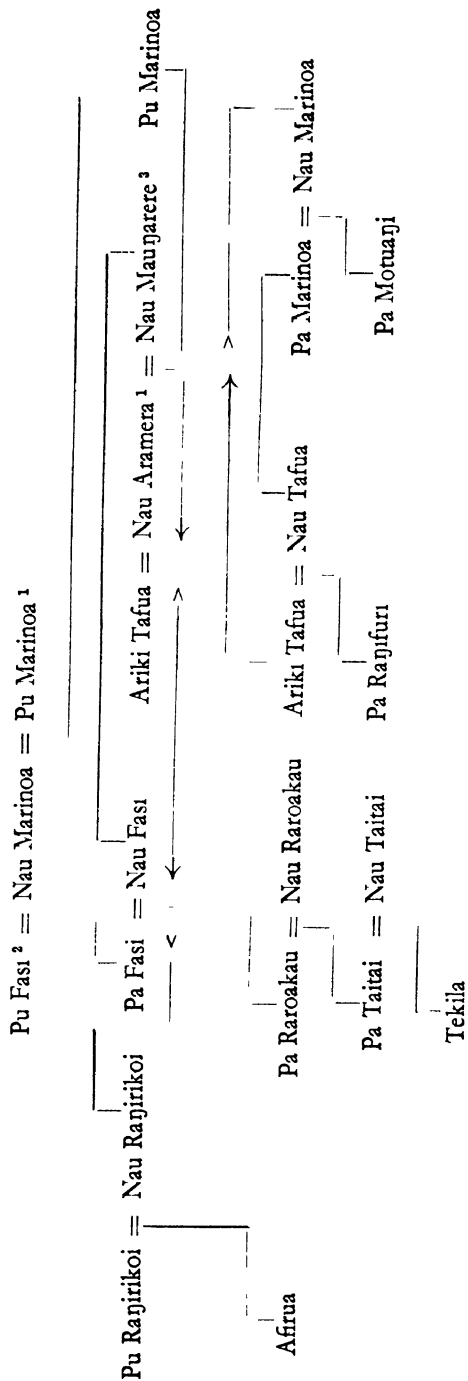 Pu Fasi ² = Nau Marinoa = Pu Marinoa ¹
Pu Raŋirikoi = Nau Raŋirikoi Pa Fasi = Nau Fasi Ariki Tafua = Nau Aramera ¹ = Nau Mauŋarere ³ Pu Marinoa
Afirua Pa Raroakau = Nau Raroakau Ariki Tafua = Nau Tafua Pa Marinoa = Nau Marinoa
Pa Taitai = Nau Taitai Pa Raŋifuri Pa Motuaŋi
Tekila